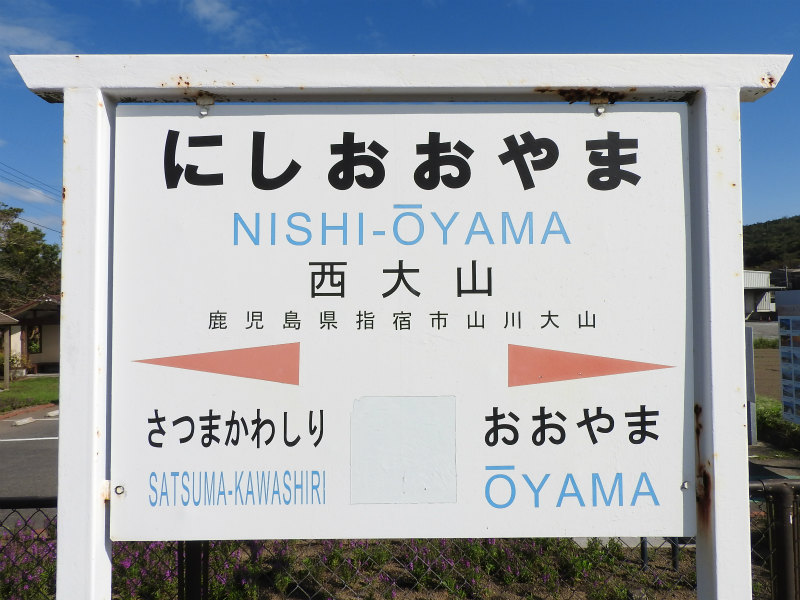 にしおおやま
NISHI-ŌYAMA
西大山
鹿児島県指宿市山川大山
さつまかわしり おおやま
SATSUMA-KAWASHIRI ŌYAMA